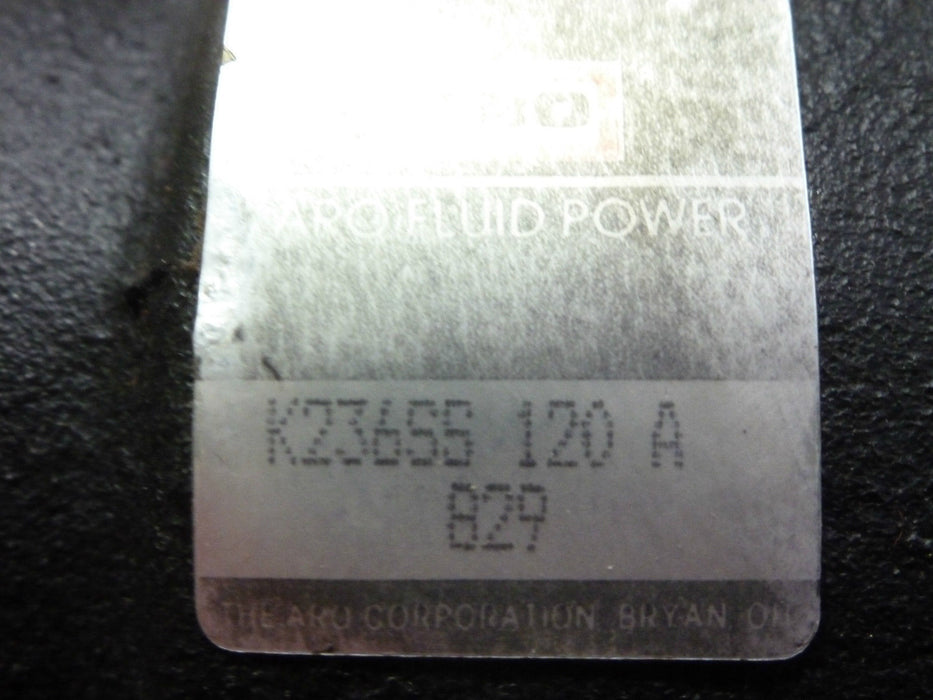 ARO FLUID POWER
K236SS 120 A
829
THE ARO CORPORATION BRYAN, OH